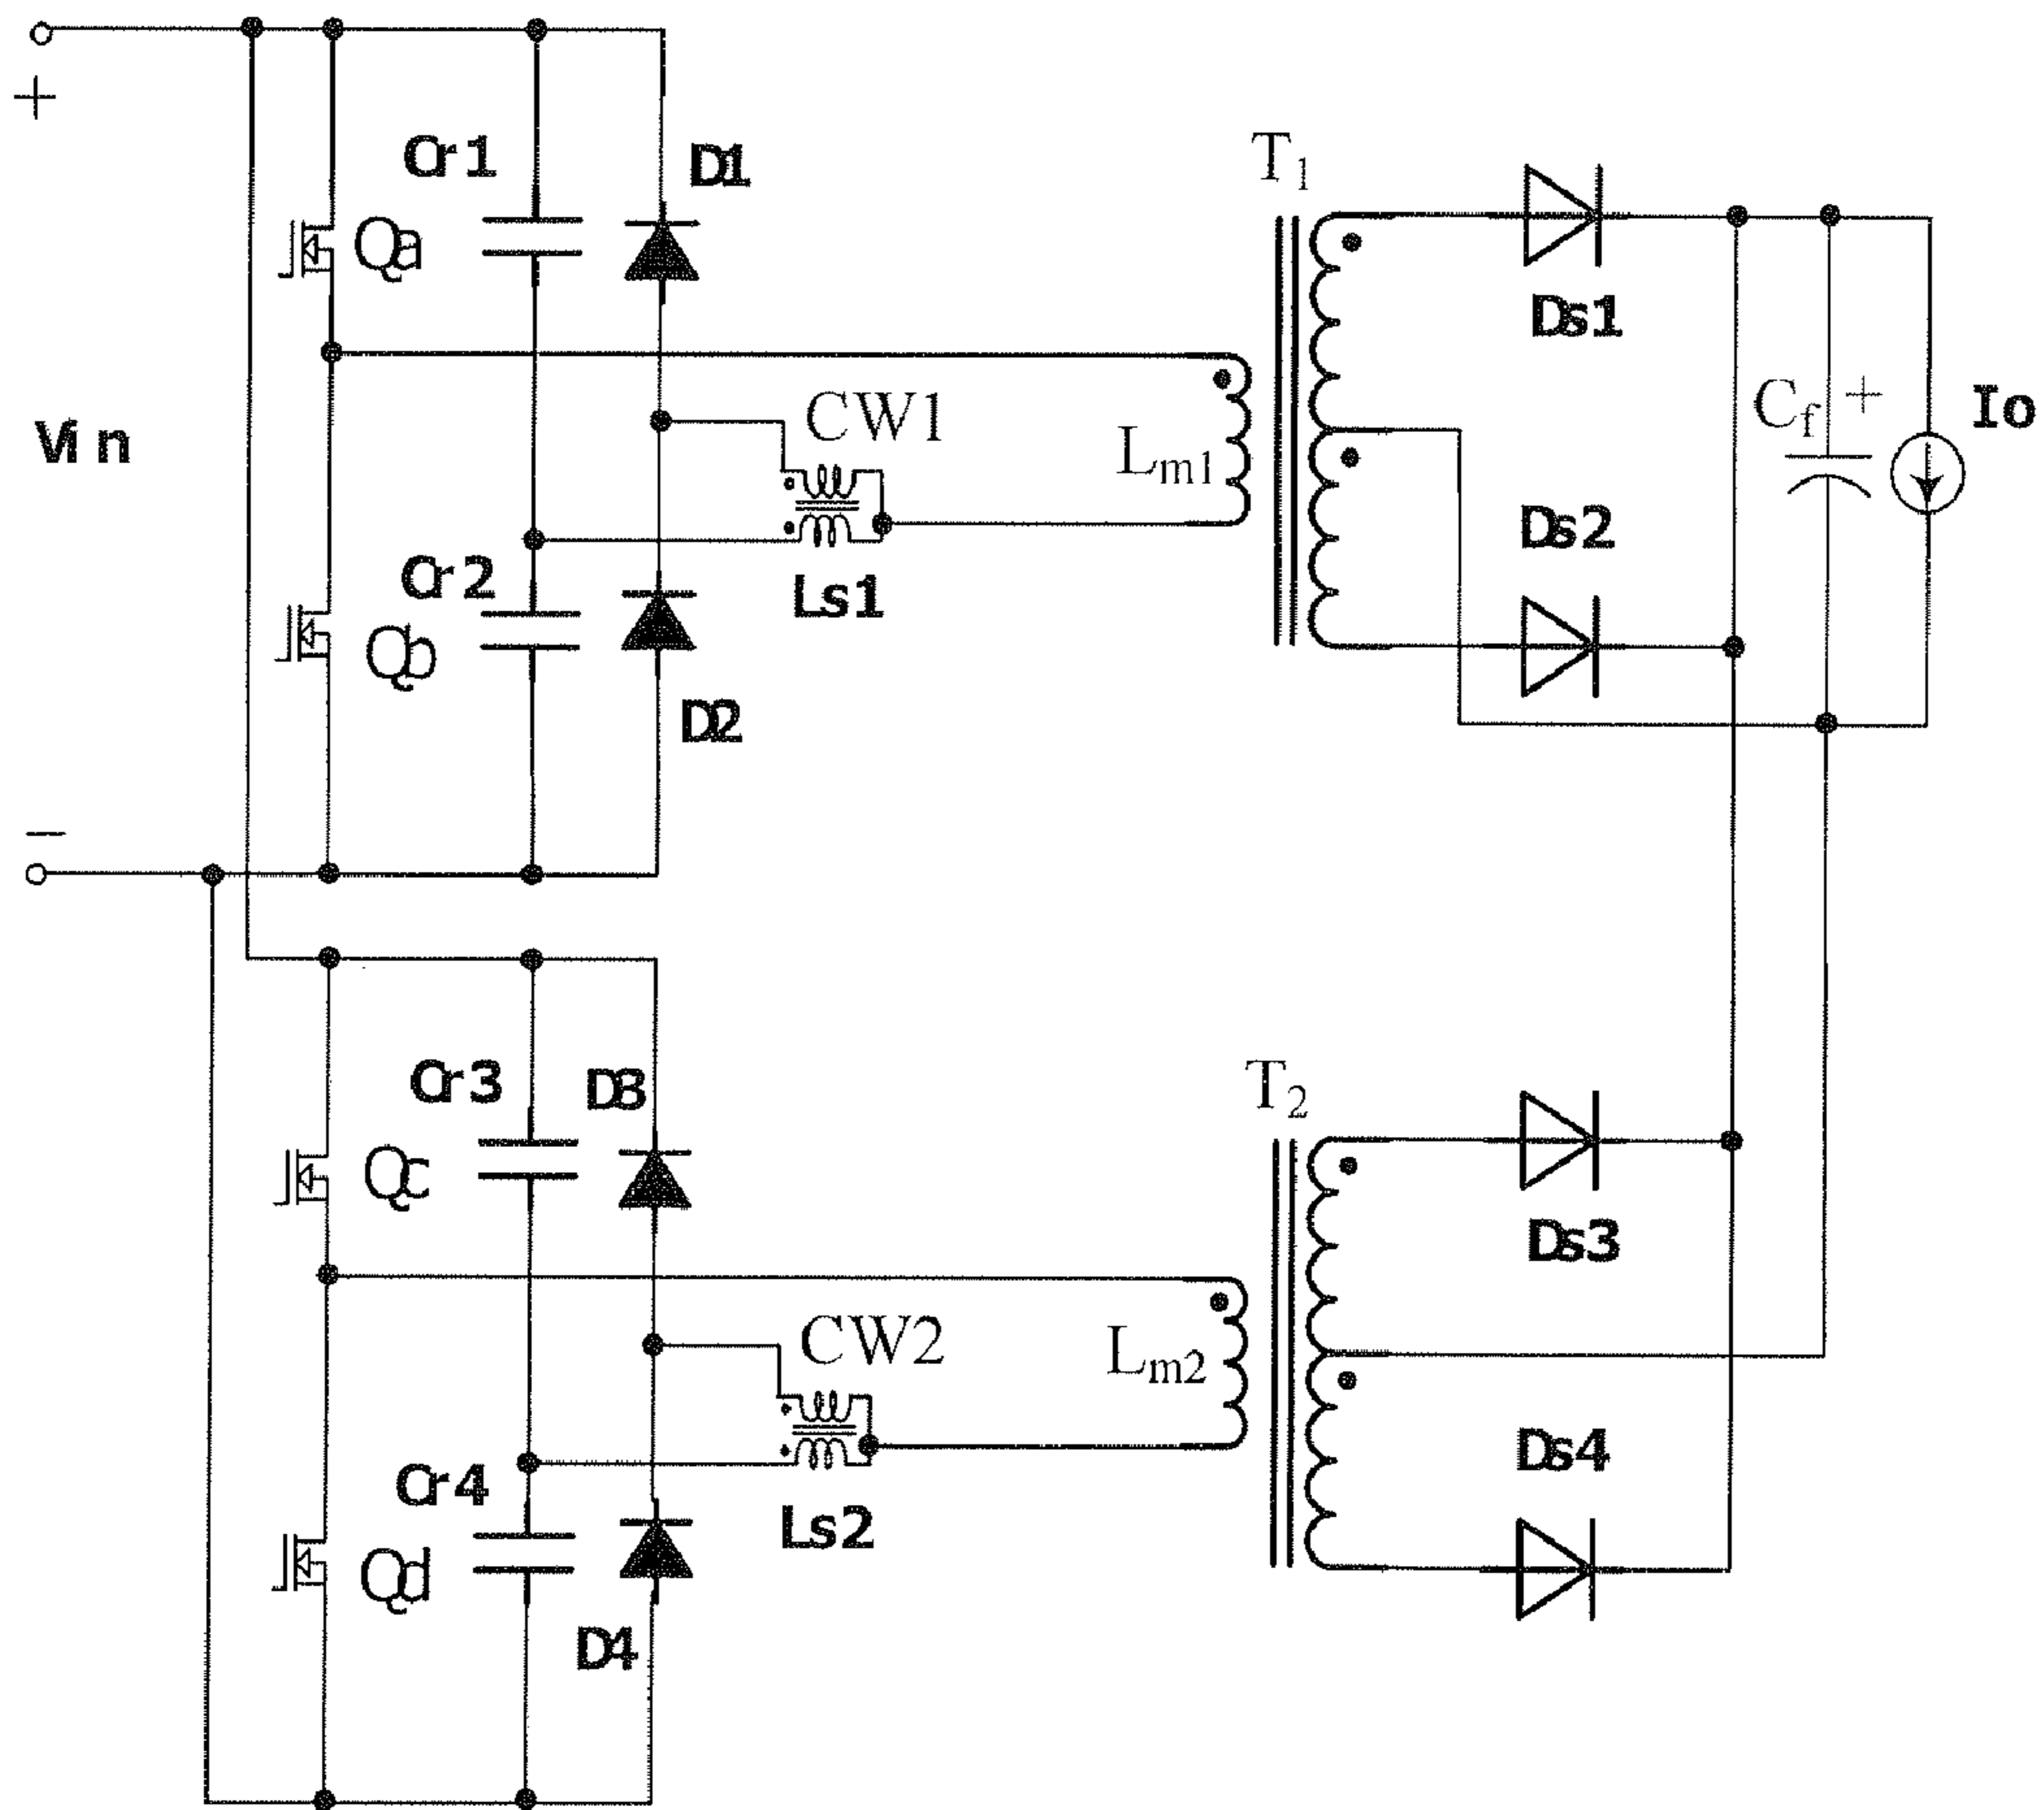 +
Cr1
D1
T1
Qa
Ds1
Vin
CW1
Lm1
Cf
+
Io
Cr2
Ls1
Ds2
Qb
D2
−
Cr3
D3
T2
Qc
Ds3
CW2
Lm2
Cr4
Ls2
Ds4
Qd
D4